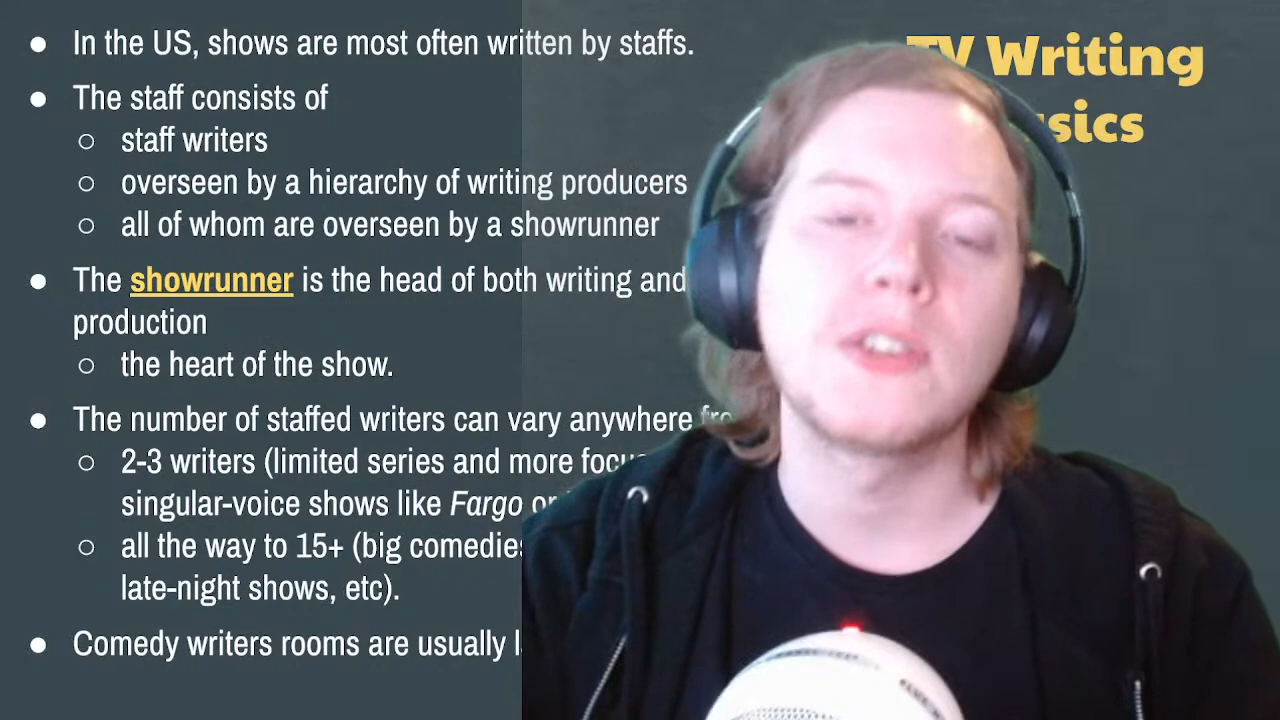 ● In the US, shows are most often written by staffs.
● The staff consists of
○ staff writers
○ overseen by a hierarchy of writing producers
○ all of whom are overseen by a showrunner
● The showrunner is the head of both writing and
production
○ the heart of the show.
● The number of staffed writers can vary anywhere
○ 2-3 writers (limited series and more
singular-voice shows like Fargo or
○ all the way to 15+ (big comedies
late-night shows, etc).
● Comedy writers rooms are usually
TV Writing